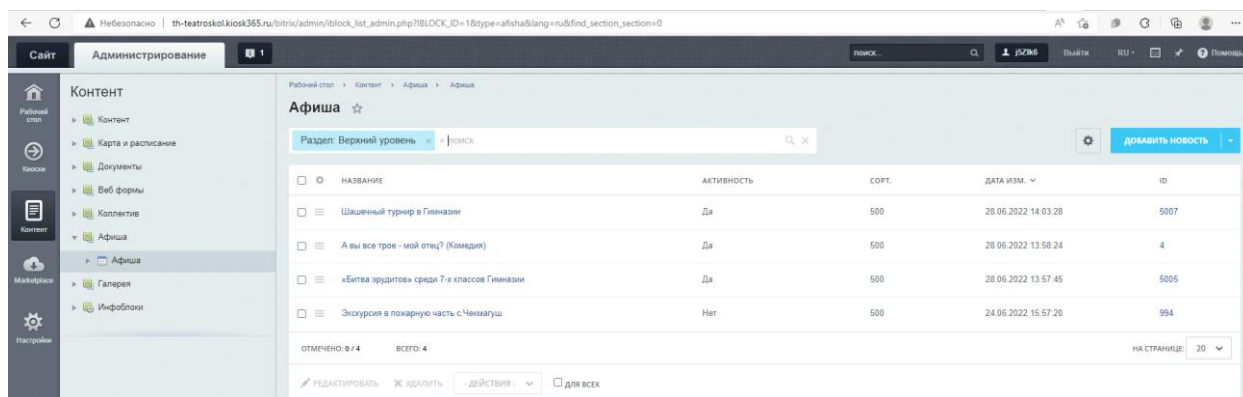 Небезопасно | th-teatroskol.kiosk365.ru/bitrix/admin/iblock_list_admin.php?IBLOCK_ID=1&type=afisha&lang=ru&find_section_section=0
Сайт Администрирование 1 поиск... j5Zlk6 Выйти RU Помощь
Рабочий стол
Киоски
Контент
Marketplace
Настройки
Контент
Контент
Карта и расписание
Документы
Веб формы
Коллектив
Афиша
Афиша
Галерея
Инфоблоки
Рабочий стол Контент Афиша Афиша
Афиша
Раздел: Верхний уровень × + поиск
ДОБАВИТЬ НОВОСТЬ
НАЗВАНИЕ АКТИВНОСТЬ СОРТ. ДАТА ИЗМ. ID
Шашечный турнир в Гимназии Да 500 28.06.2022 14:03:28 5007
А вы все трое - мой отец? (Комедия) Да 500 28.06.2022 13:58:24 4
«Битва эрудитов» среди 7-х классов Гимназии Да 500 28.06.2022 13:57:45 5005
Экскурсия в пожарную часть с.Чекмагуш Нет 500 24.06.2022 15:57:20 994
ОТМЕЧЕНО: 0 / 4 ВСЕГО: 4 НА СТРАНИЦЕ: 20
РЕДАКТИРОВАТЬ УДАЛИТЬ - ДЕЙСТВИЯ - ДЛЯ ВСЕХ